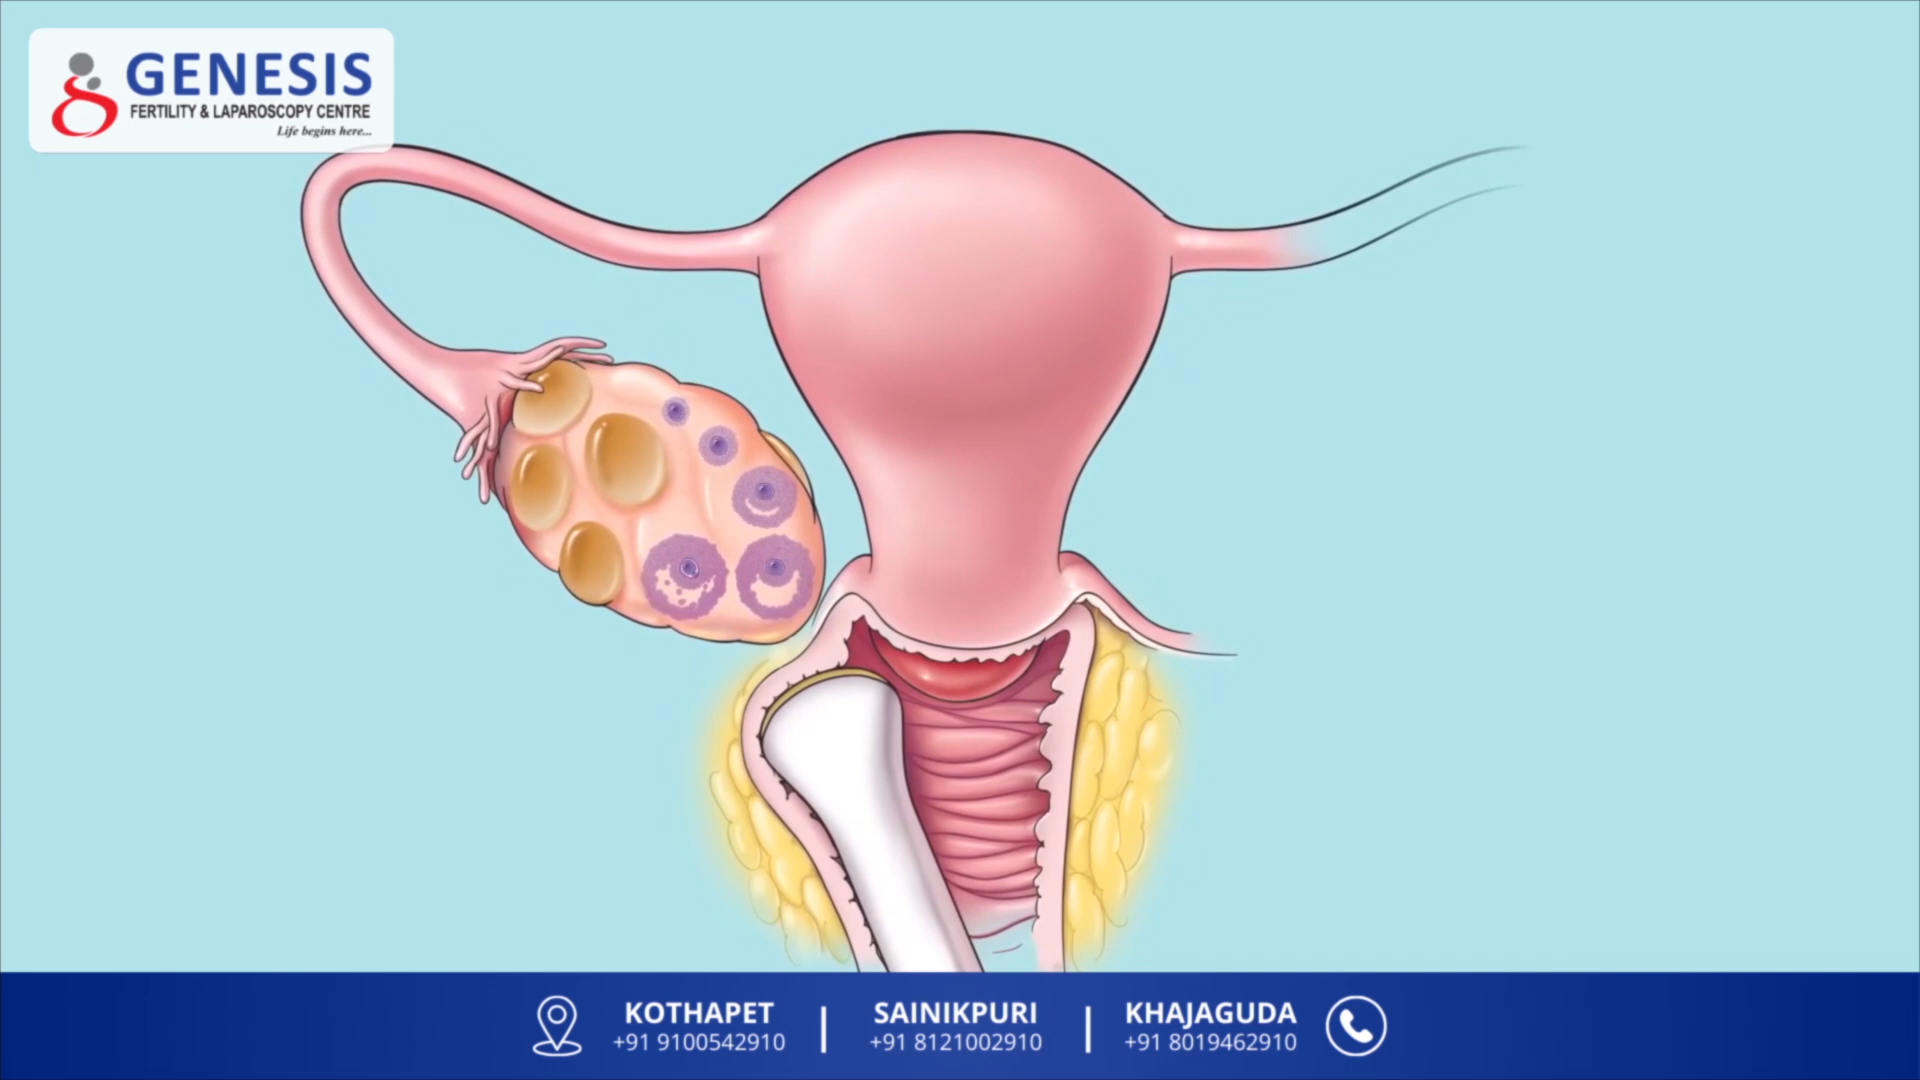 GENESIS
FERTILITY & LAPAROSCOPY CENTRE
Life begins here...
KOTHAPET
+91 9100542910
SAINIKPURI
+91 8121002910
KHAJAGUDA
+91 8019462910